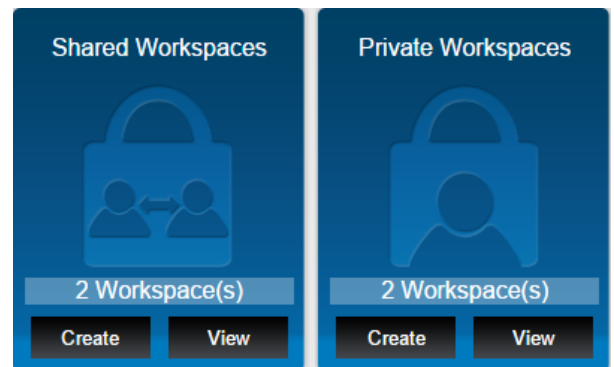 Shared Workspaces
2 Workspace(s)
Create View
Private Workspaces
2 Workspace(s)
Create View